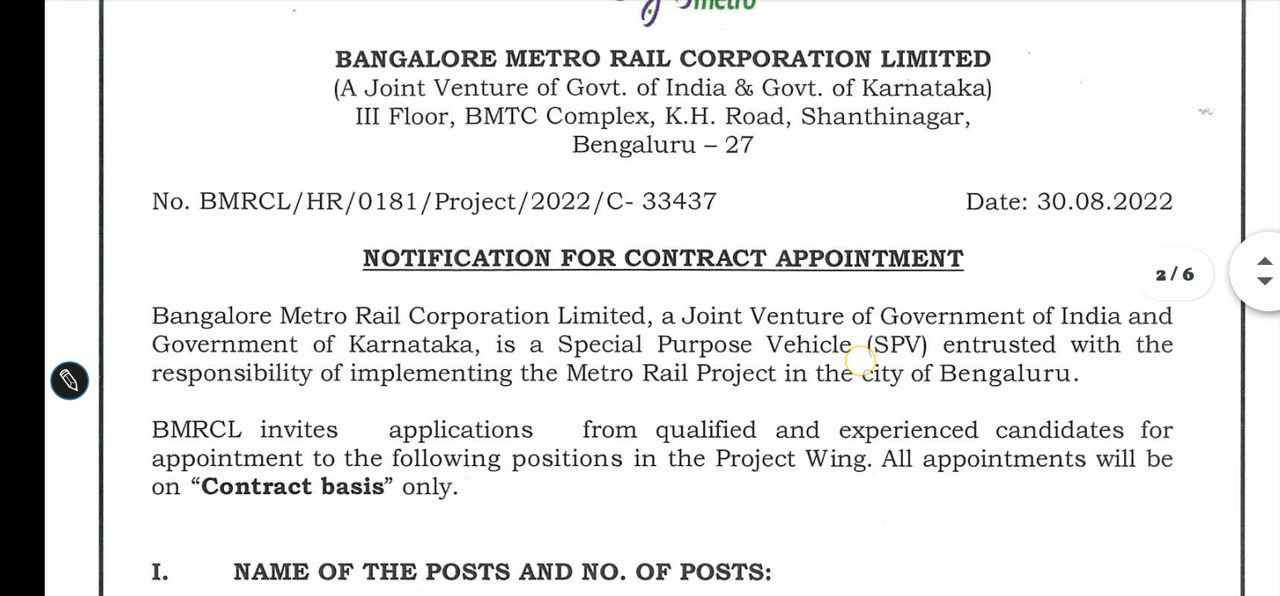 metro
BANGALORE METRO RAIL CORPORATION LIMITED
(A Joint Venture of Govt. of India & Govt. of Karnataka)
III Floor, BMTC Complex, K.H. Road, Shanthinagar,
Bengaluru – 27
No. BMRCL/HR/0181/Project/2022/C- 33437 Date: 30.08.2022
NOTIFICATION FOR CONTRACT APPOINTMENT
2 / 6
Bangalore Metro Rail Corporation Limited, a Joint Venture of Government of India and
Government of Karnataka, is a Special Purpose Vehicle (SPV) entrusted with the
responsibility of implementing the Metro Rail Project in the city of Bengaluru.
BMRCL invites applications from qualified and experienced candidates for
appointment to the following positions in the Project Wing. All appointments will be
on “Contract basis” only.
I. NAME OF THE POSTS AND NO. OF POSTS: